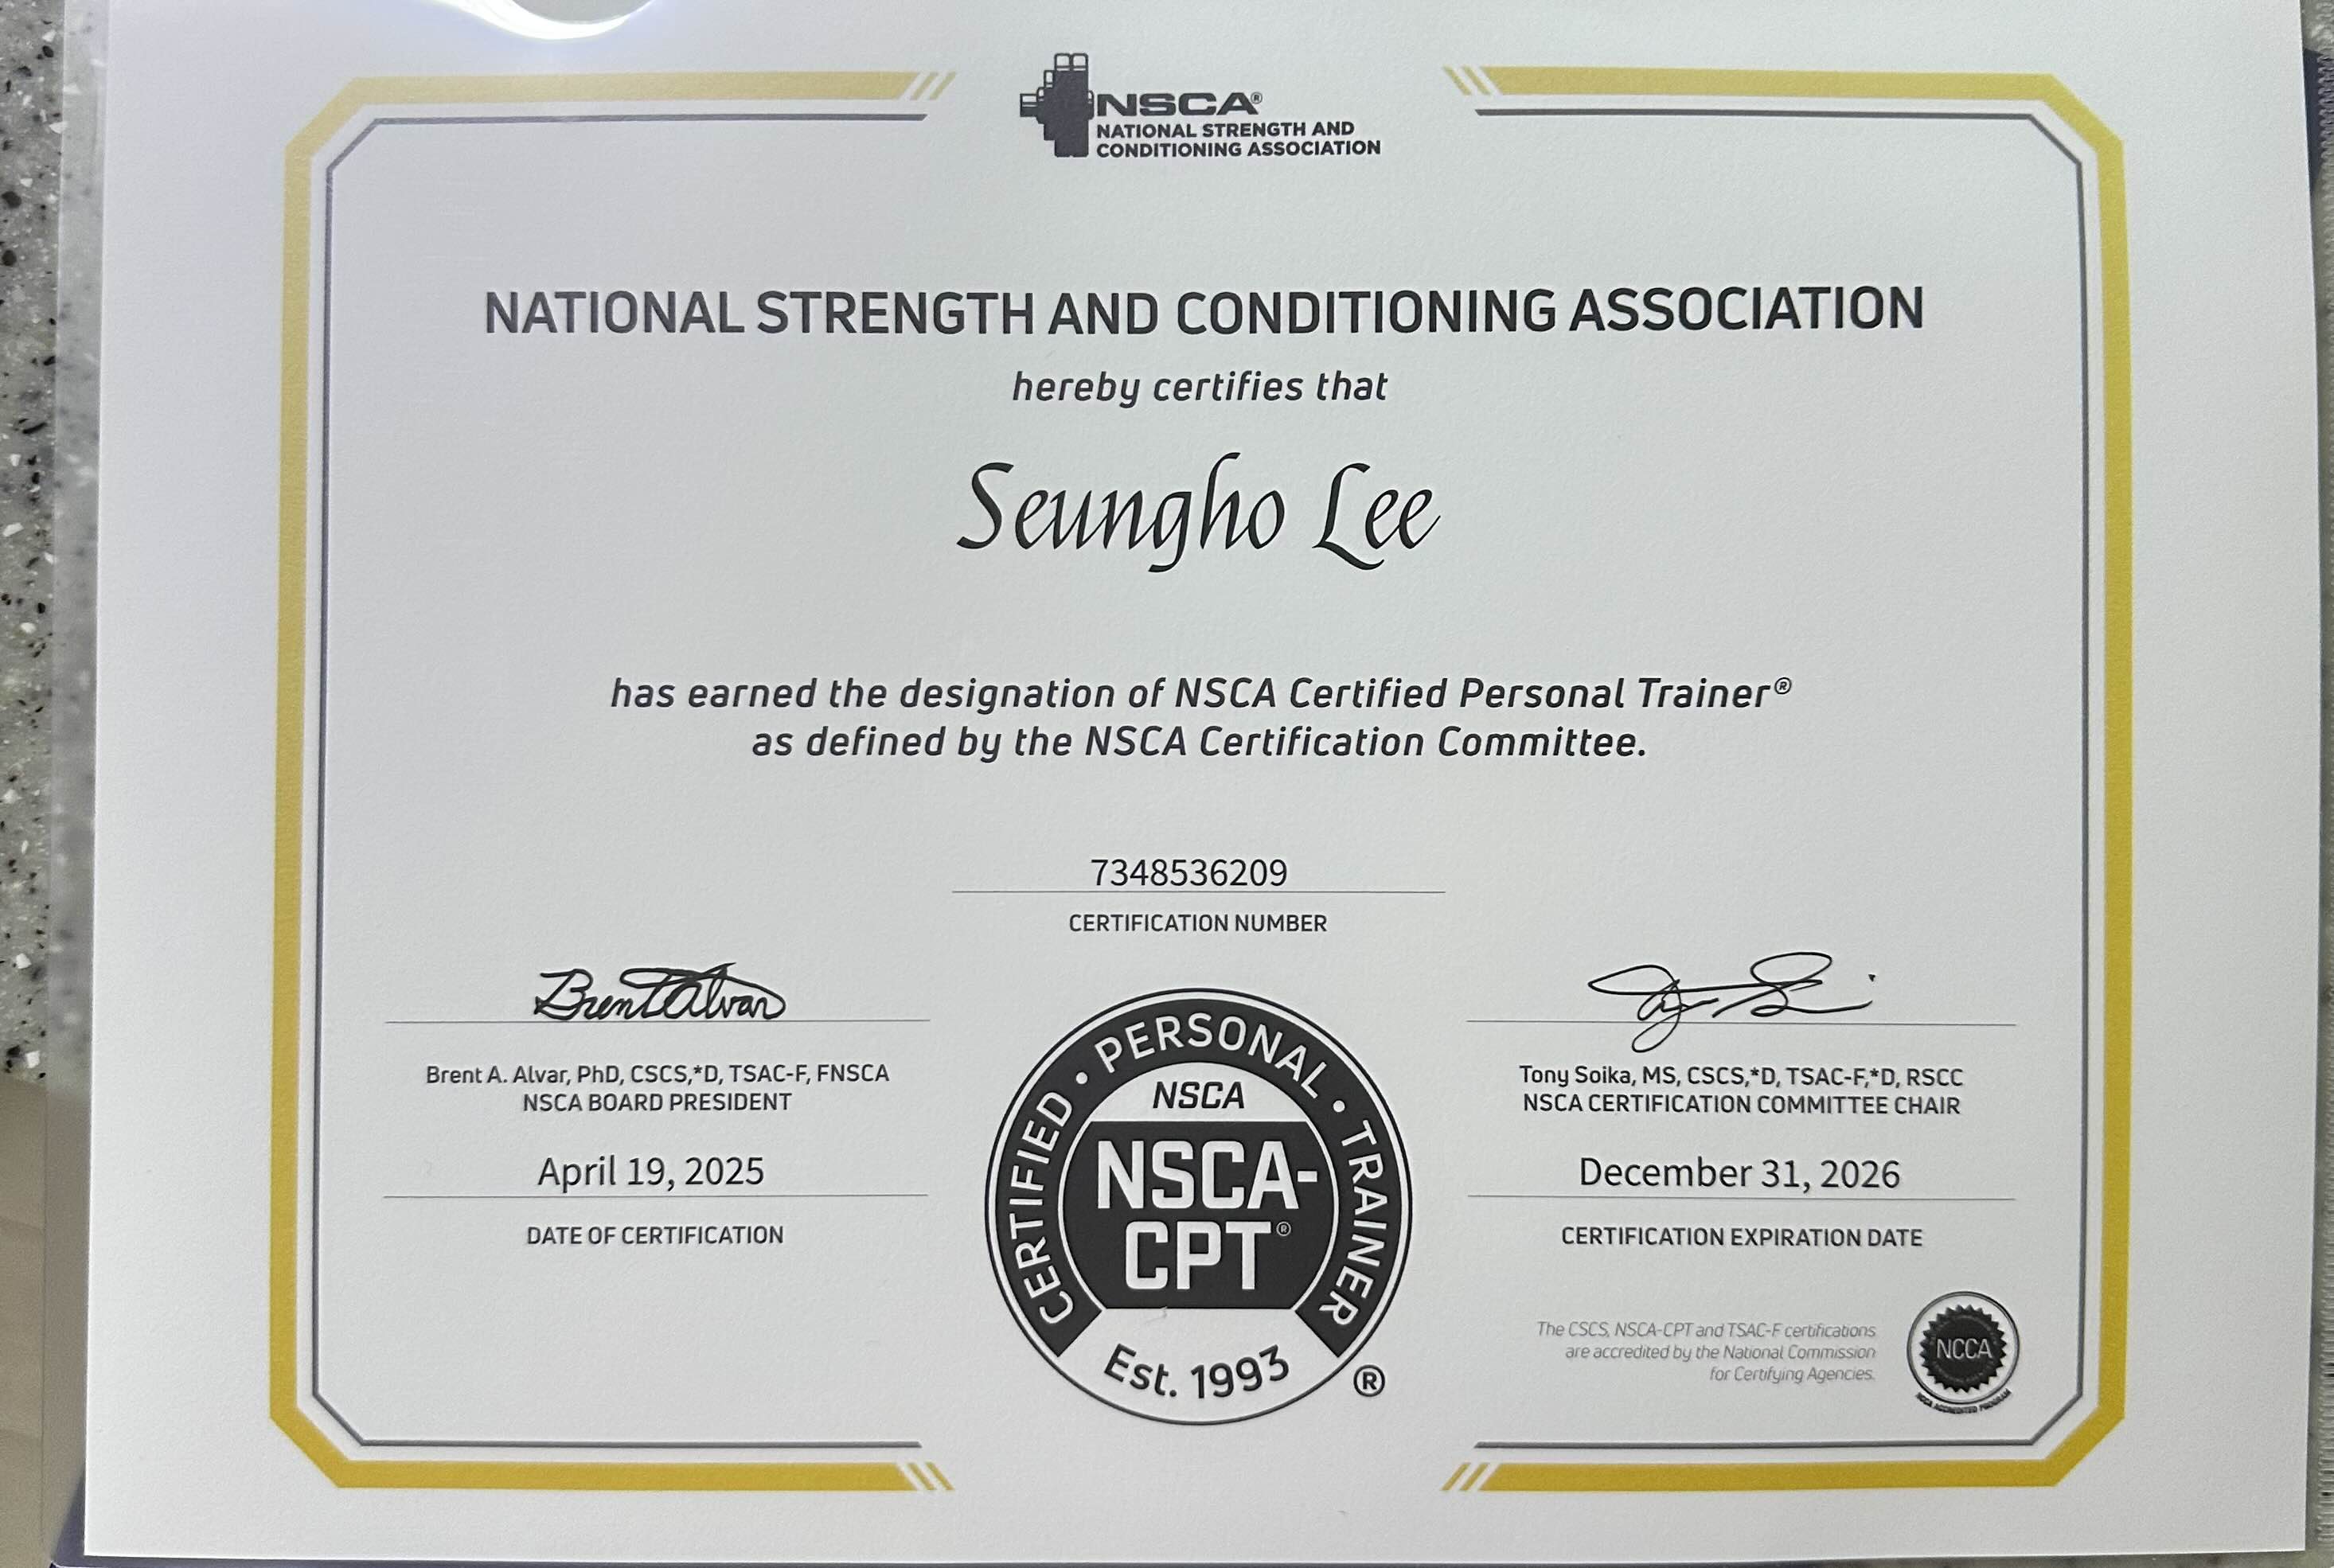 NSCA®
NATIONAL STRENGTH AND
CONDITIONING ASSOCIATION
NATIONAL STRENGTH AND CONDITIONING ASSOCIATION
hereby certifies that
Seungho Lee
has earned the designation of NSCA Certified Personal Trainer®
as defined by the NSCA Certification Committee.
7348536209
CERTIFICATION NUMBER
Brent Alvar
Brent A. Alvar, PhD, CSCS,*D, TSAC-F, FNSCA
NSCA BOARD PRESIDENT
April 19, 2025
DATE OF CERTIFICATION
CERTIFIED • PERSONAL • TRAINER
NSCA
NSCA-
CPT®
Est. 1993
®
Tony Soika, MS, CSCS,*D, TSAC-F,*D, RSCC
NSCA CERTIFICATION COMMITTEE CHAIR
December 31, 2026
CERTIFICATION EXPIRATION DATE
The CSCS, NSCA-CPT and TSAC-F certifications
are accredited by the National Commission
for Certifying Agencies.
NCCA
NCCA ACCREDITED PROGRAM